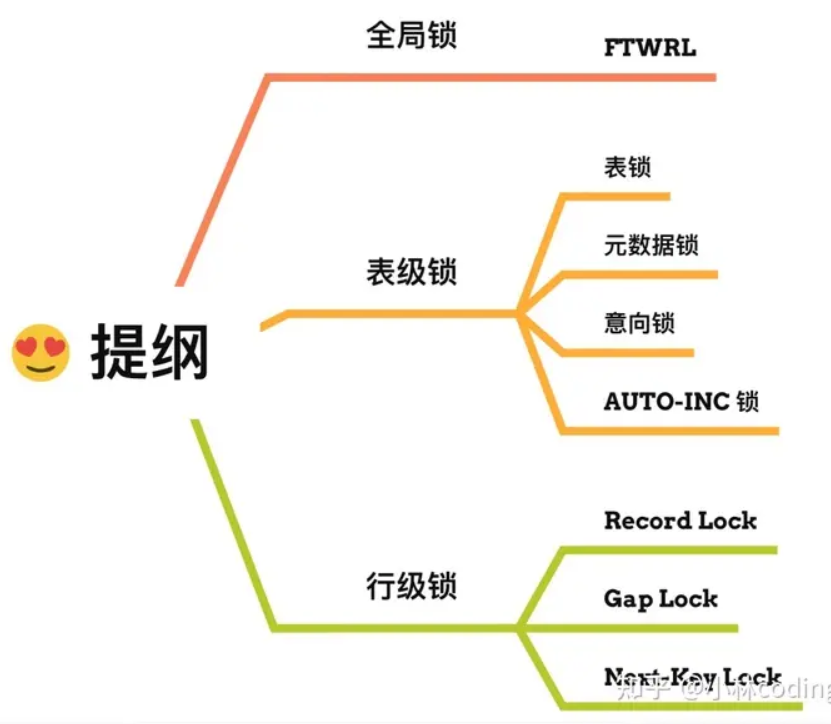 全局锁
FTWRL
表锁
元数据锁
表级锁
意向锁
AUTO-INC 锁
提纲
Record Lock
行级锁
Gap Lock
Next-Key Lock
知乎 @小林coding